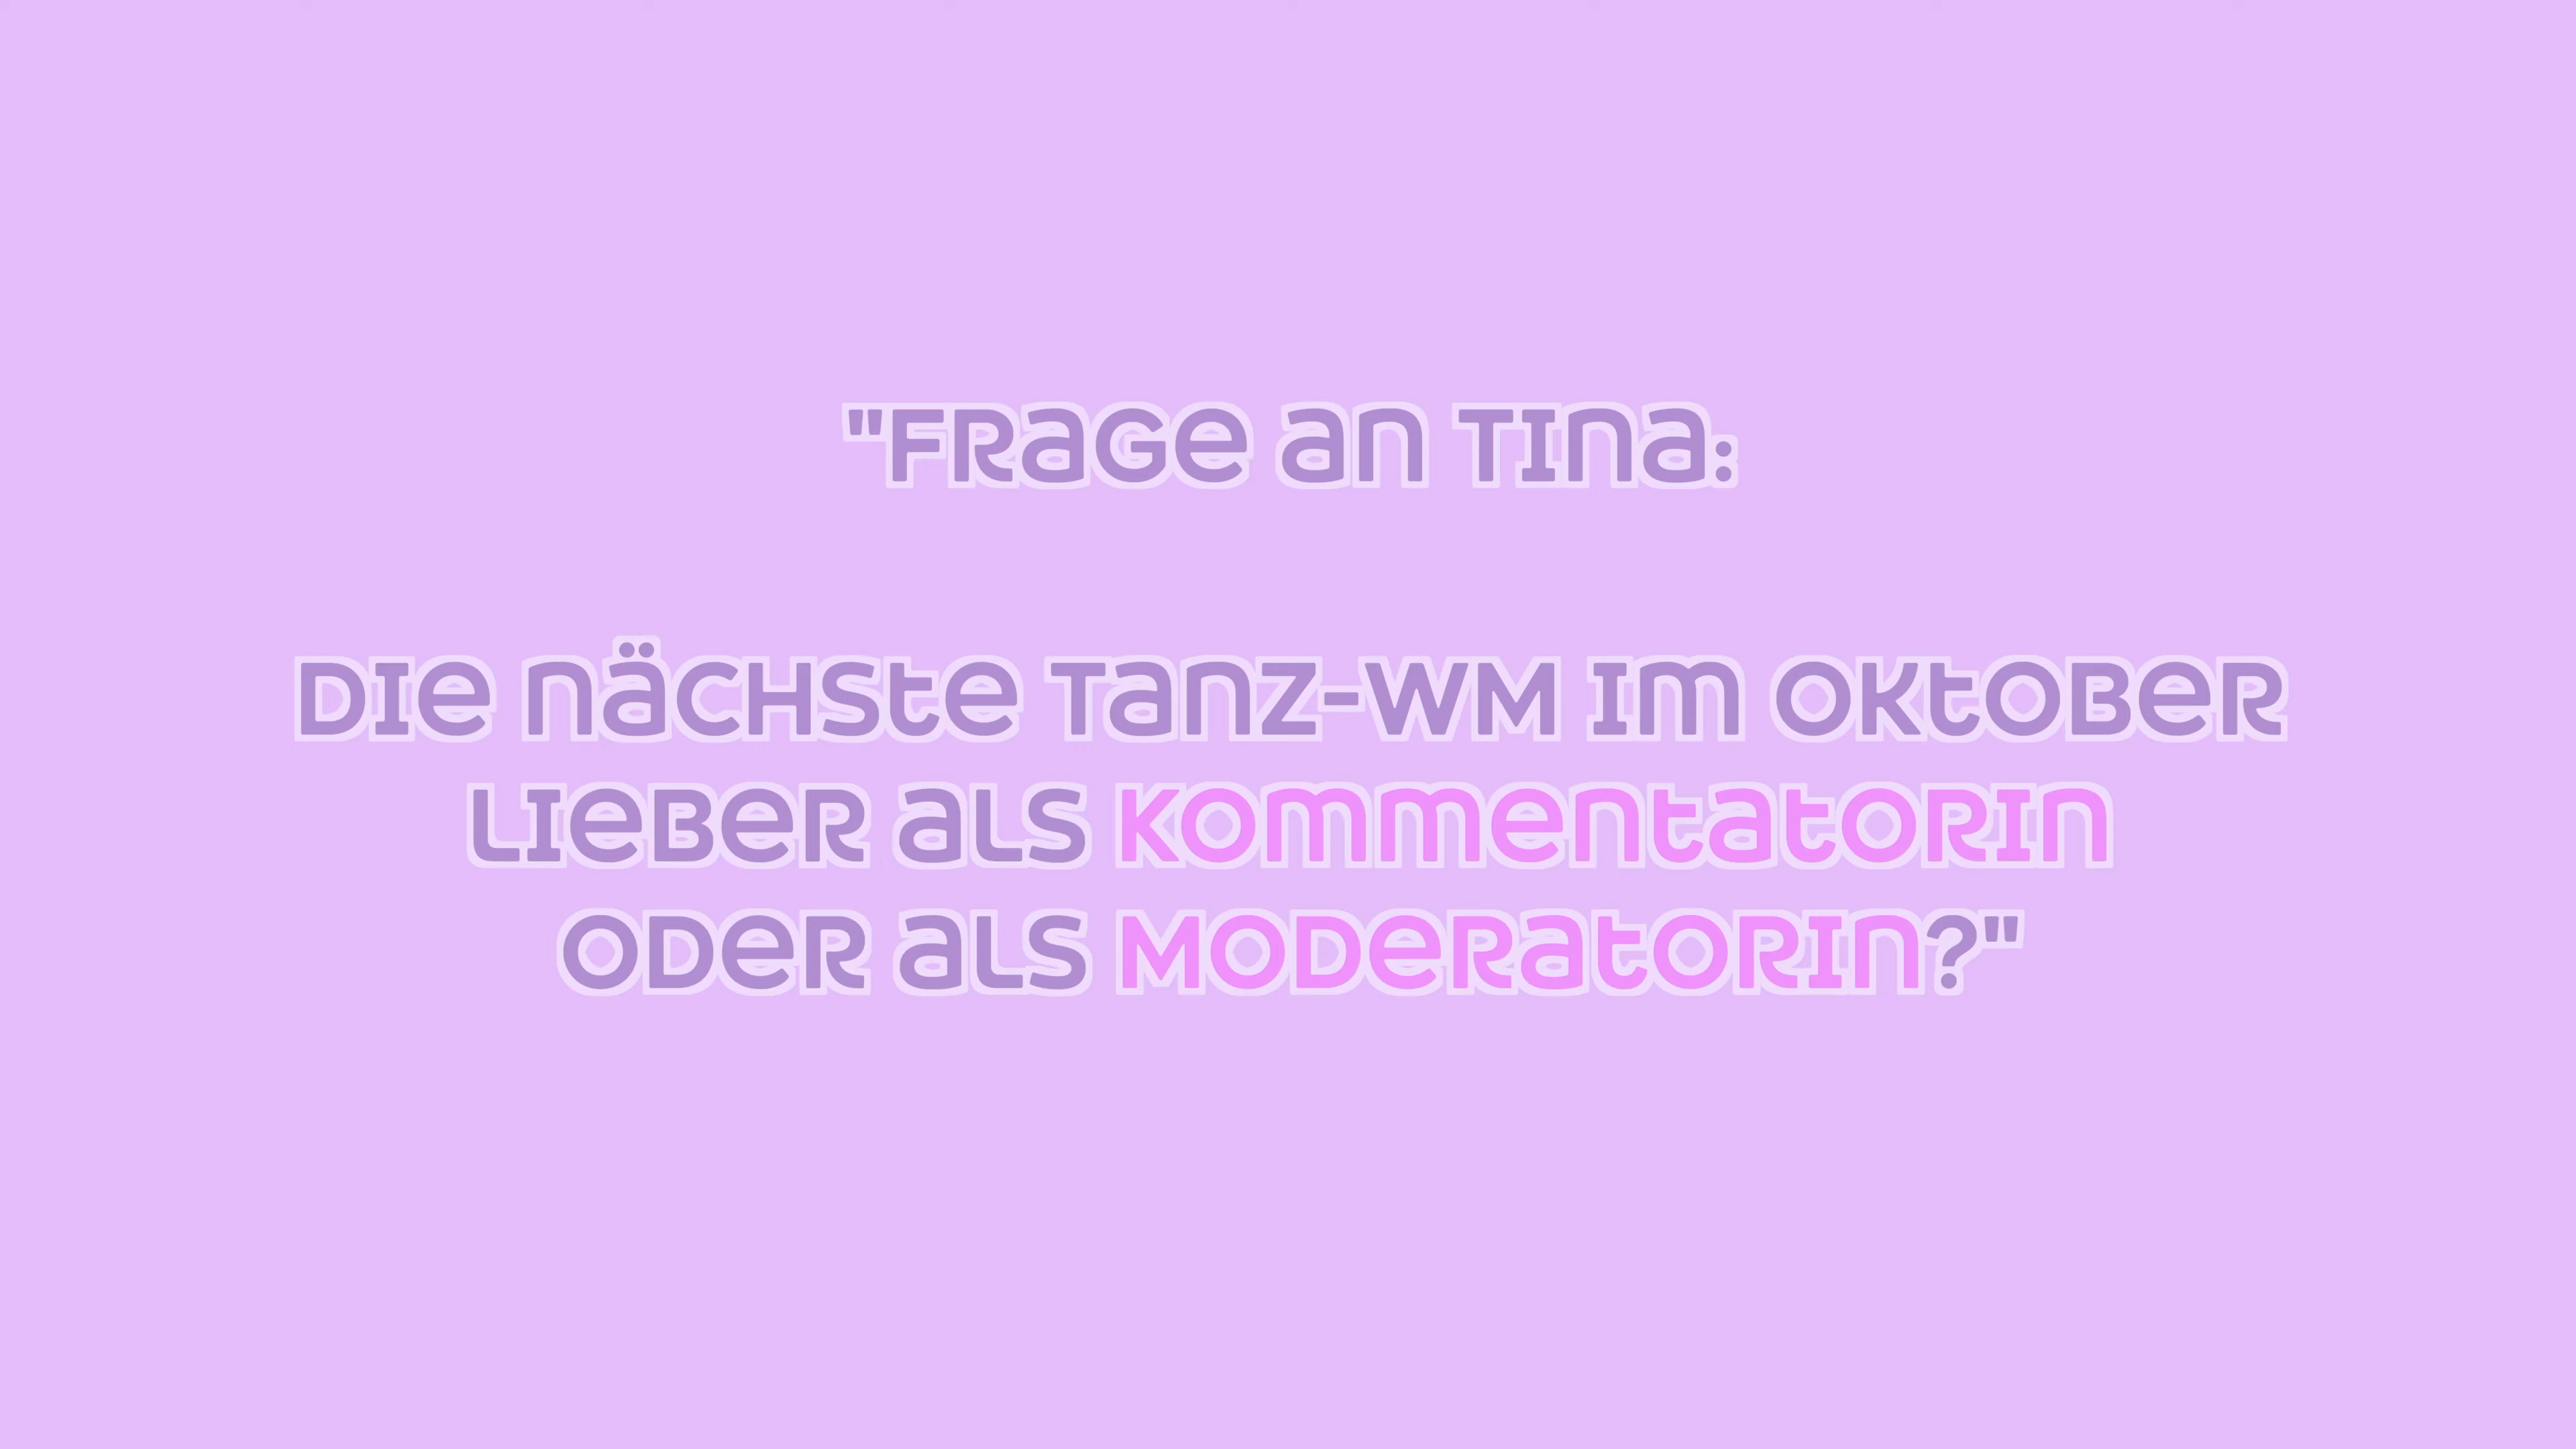 "Frage an Tina:
Die nächste Tanz-WM im Oktober
lieber als Kommentatorin
oder als Moderatorin?"